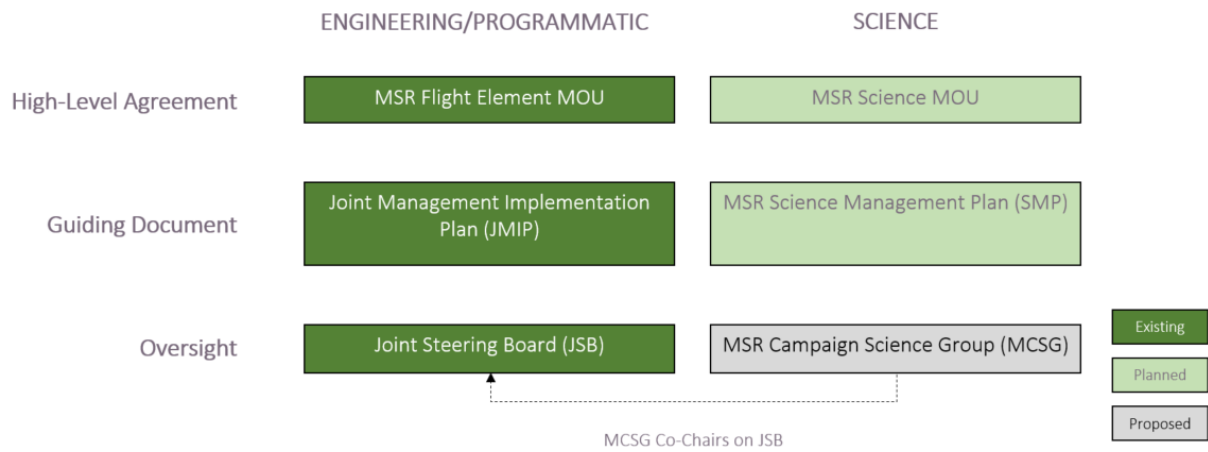 ENGINEERING/PROGRAMMATIC
SCIENCE
High-Level Agreement
MSR Flight Element MOU
MSR Science MOU
Guiding Document
Joint Management Implementation
Plan (JMIP)
MSR Science Management Plan (SMP)
Oversight
Joint Steering Board (JSB)
MSR Campaign Science Group (MCSG)
MCSG Co-Chairs on JSB
Existing
Planned
Proposed